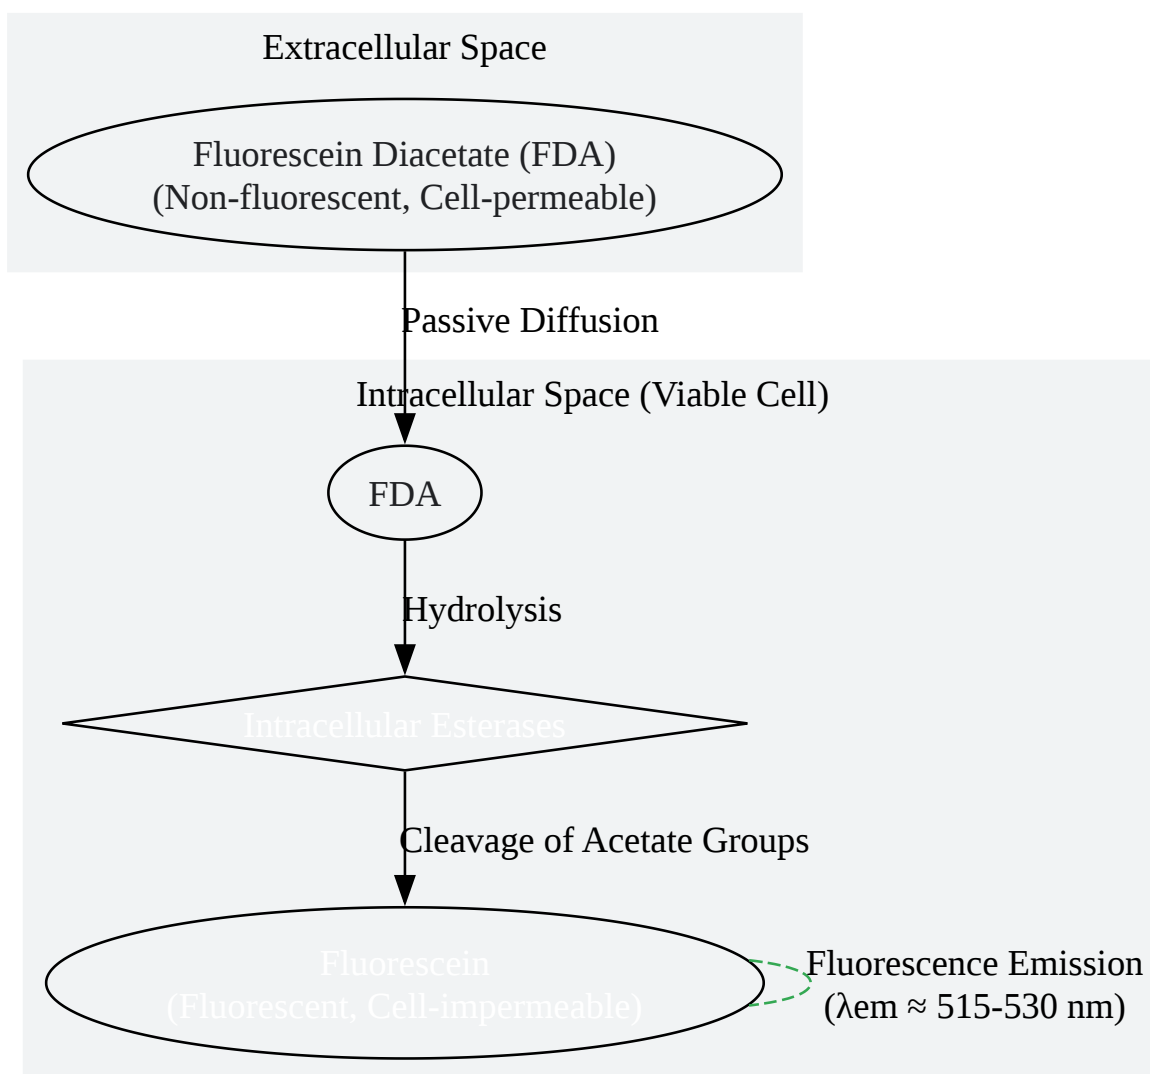 Extracellular Space
Fluorescein Diacetate (FDA)
(Non-fluorescent, Cell-permeable)
Passive Diffusion
Intracellular Space (Viable Cell)
FDA
Hydrolysis
Intracellular Esterases
Cleavage of Acetate Groups
Fluorescein
(Fluorescent, Cell-impermeable)
Fluorescence Emission
(λem ≈ 515-530 nm)